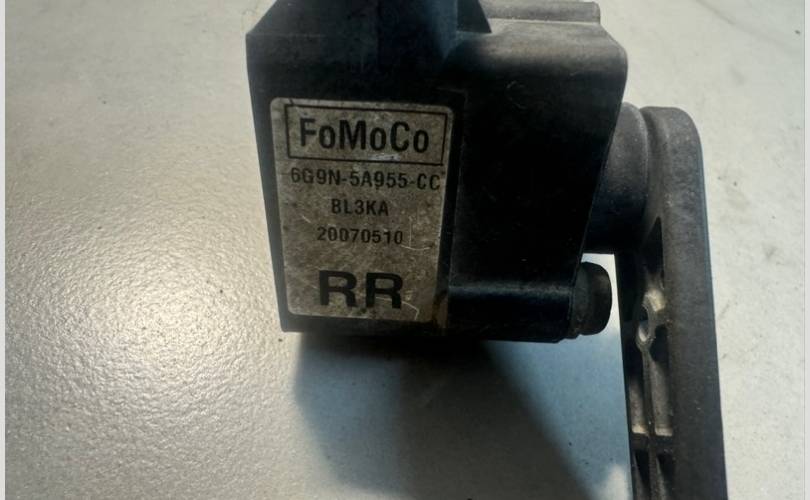 FoMoCo
6G9N-5A955-CC
BL3KA
20070510
RR